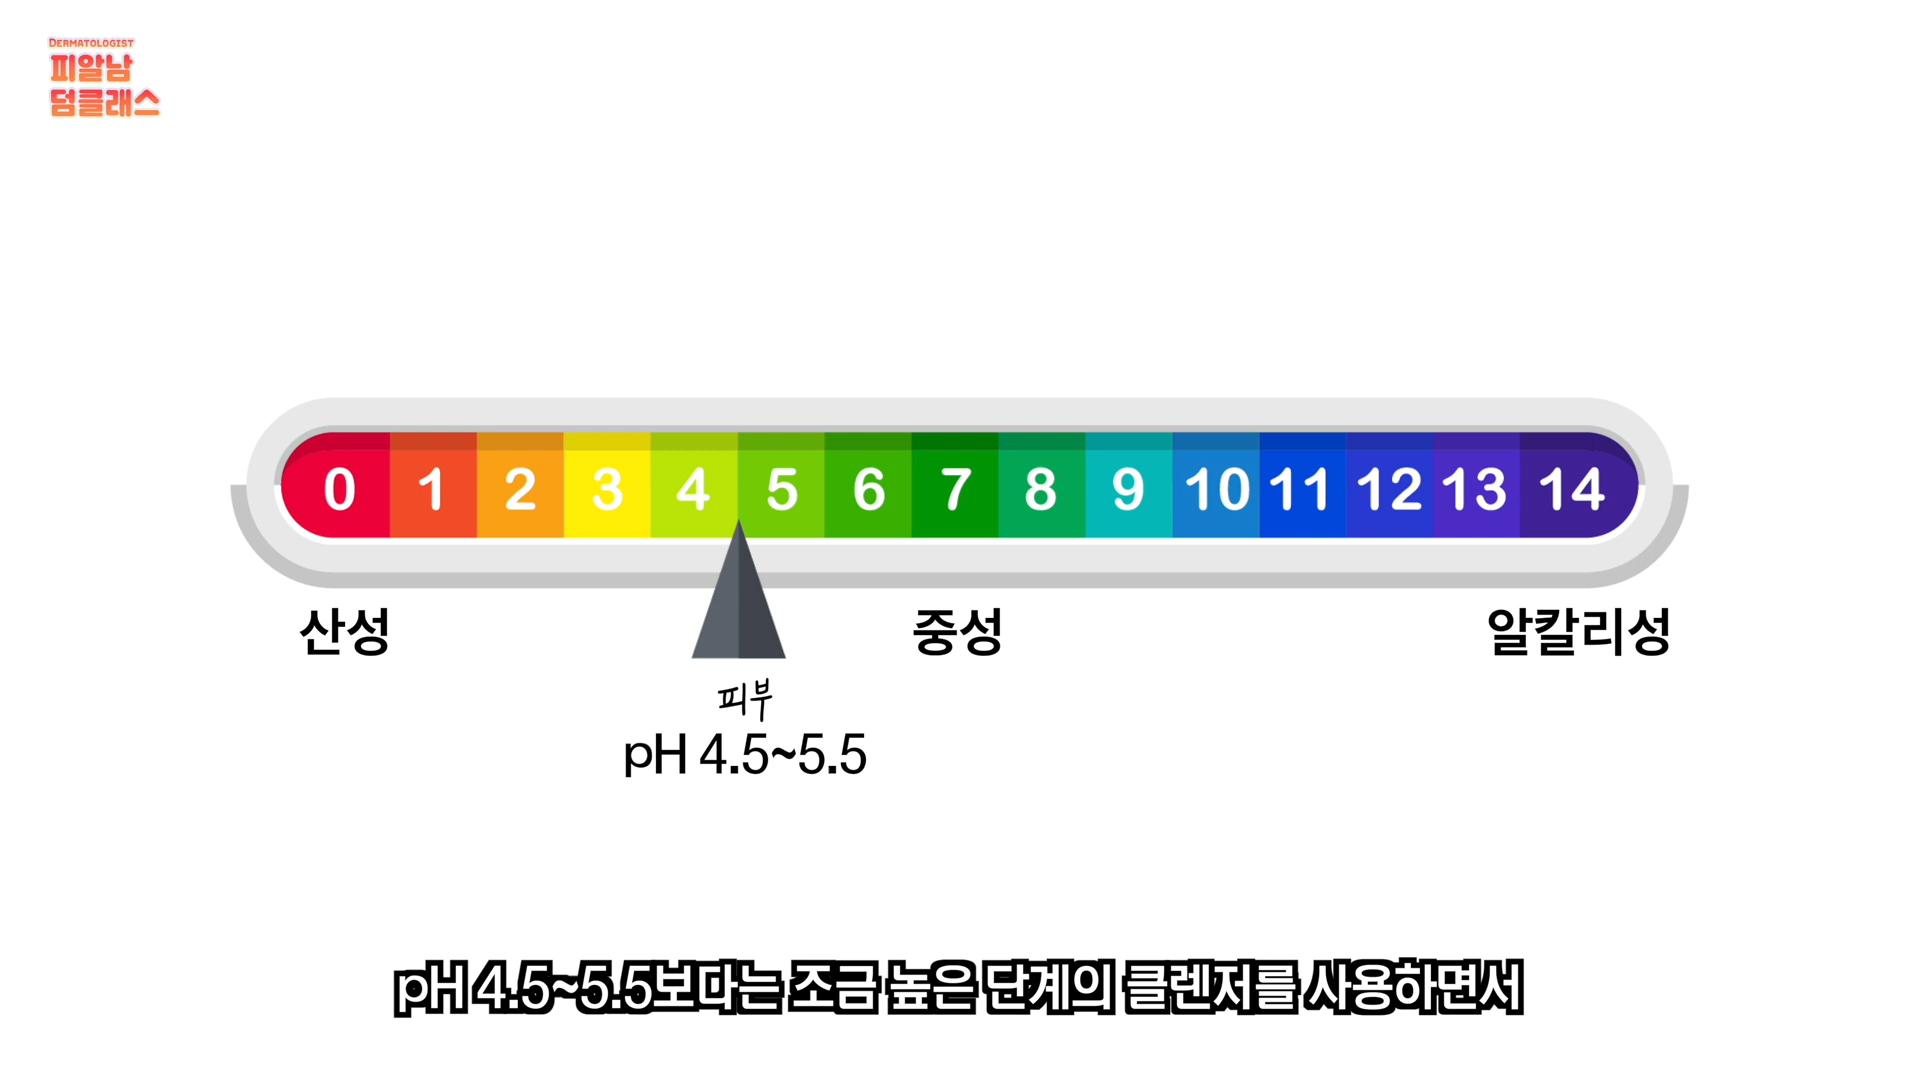 DERMATOLOGIST
피알남
덤클래스
0 1 2 3 4 5 6 7 8 9 10 11 12 13 14
산성 중성 알칼리성
피부
pH 4.5~5.5
pH 4.5~5.5보다는 조금 높은 단계의 클렌저를 사용하면서